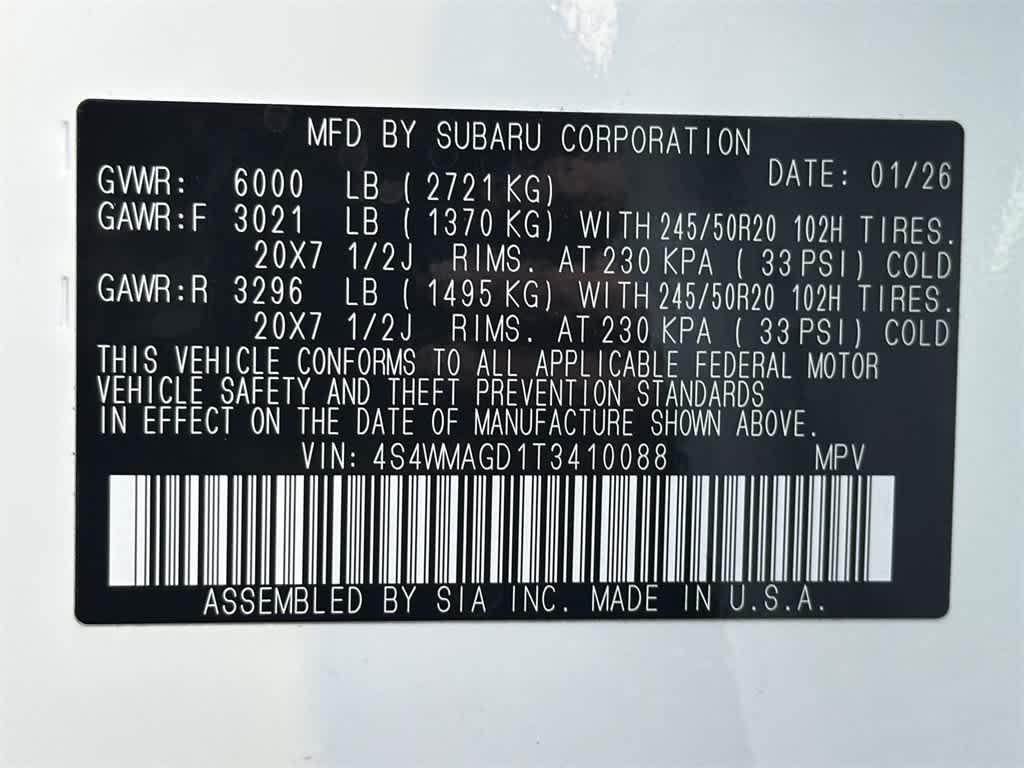 MFD BY SUBARU CORPORATION
GVWR: 6000 LB ( 2721 KG) DATE: 01/26
GAWR:F 3021 LB ( 1370 KG) WITH 245/50R20 102H TIRES.
20X7 1/2J RIMS. AT 230 KPA ( 33 PSI) COLD
GAWR:R 3296 LB ( 1495 KG) WITH 245/50R20 102H TIRES.
20X7 1/2J RIMS. AT 230 KPA ( 33 PSI) COLD
THIS VEHICLE CONFORMS TO ALL APPLICABLE FEDERAL MOTOR
VEHICLE SAFETY AND THEFT PREVENTION STANDARDS
IN EFFECT ON THE DATE OF MANUFACTURE SHOWN ABOVE.
VIN: 4S4WMAGD1T3410088 MPV
ASSEMBLED BY SIA INC. MADE IN U.S.A.